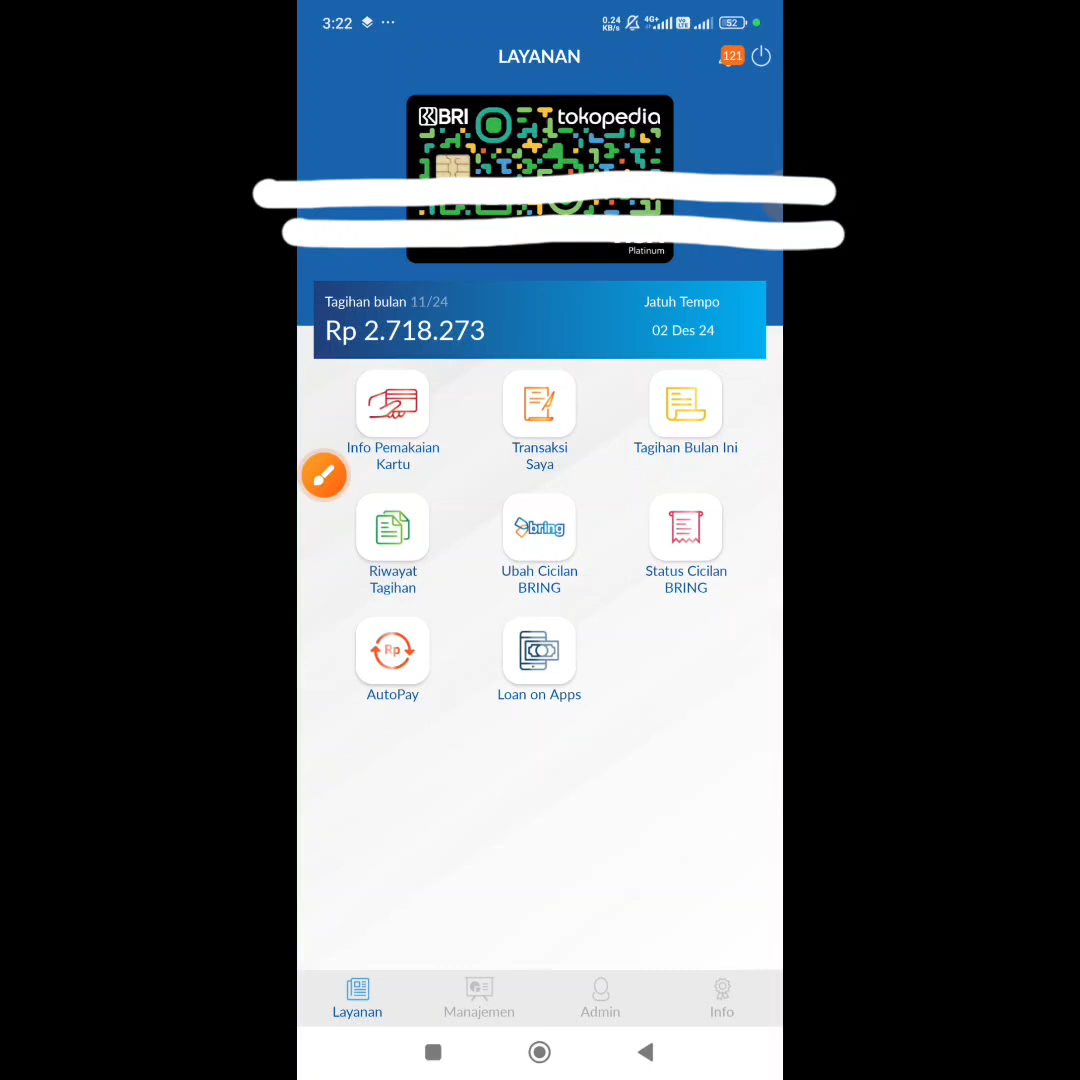 3:22
0.24
KB/s
4G+
Vo
LTE
52
LAYANAN
121
BRI
tokopedia
Platinum
Tagihan bulan 11/24
Jatuh Tempo
Rp 2.718.273
02 Des 24
Info Pemakaian
Kartu
Transaksi
Saya
Tagihan Bulan Ini
Riwayat
Tagihan
bring
Ubah Cicilan
BRING
Status Cicilan
BRING
Rp
AutoPay
Loan on Apps
Layanan
Manajemen
Admin
Info